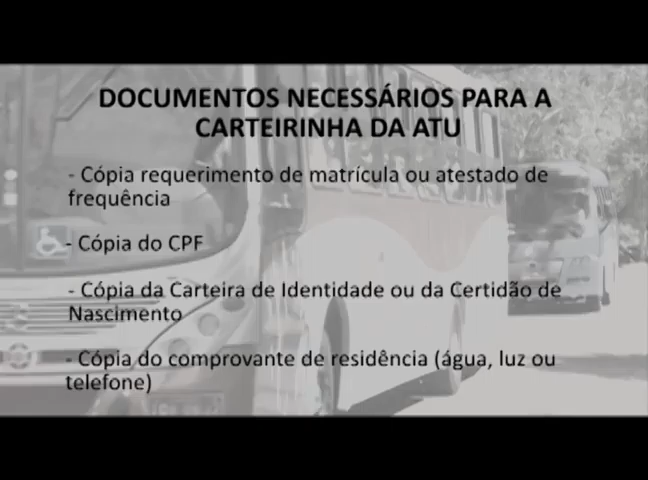 DOCUMENTOS NECESSÁRIOS PARA A
CARTEIRINHA DA ATU
- Cópia requerimento de matrícula ou atestado de
frequência
- Cópia do CPF
- Cópia da Carteira de Identidade ou da Certidão de
Nascimento
- Cópia do comprovante de residência (água, luz ou
telefone)